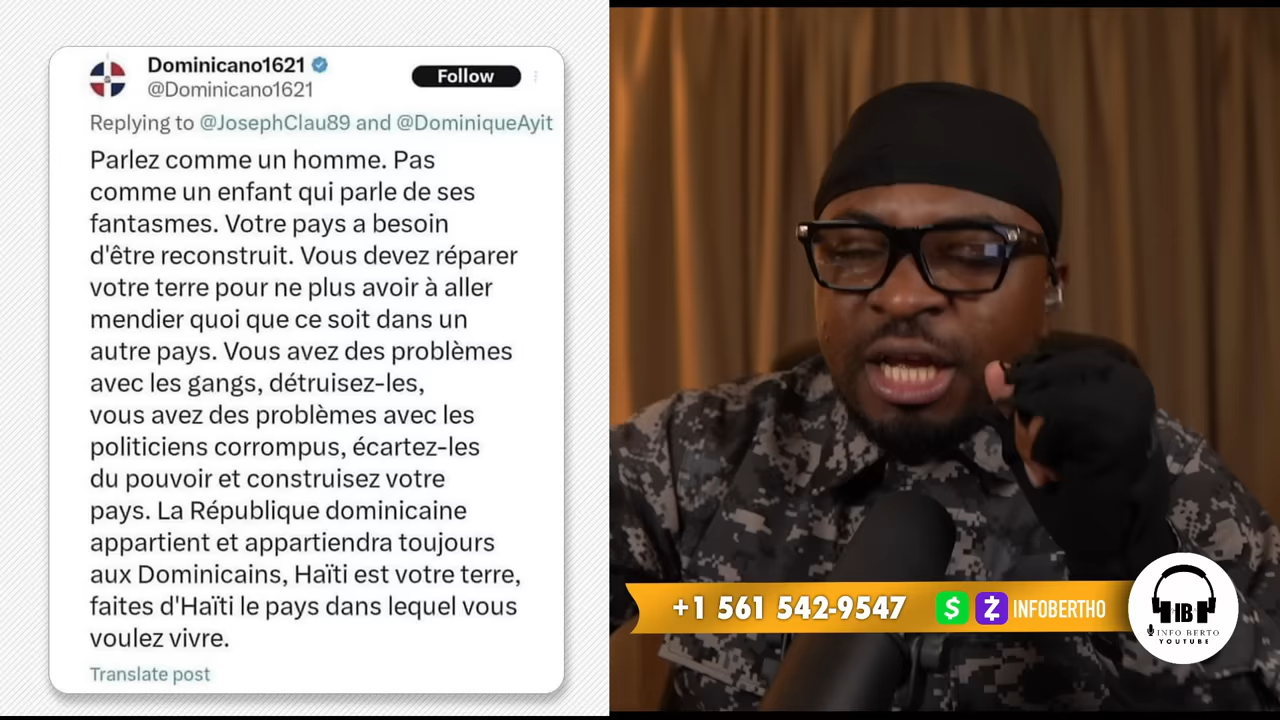 Dominicano1621
@Dominicano1621
Follow
Replying to @JosephClau89 and @DominiqueAyit
Parlez comme un homme. Pas
comme un enfant qui parle de ses
fantasmes. Votre pays a besoin
d'être reconstruit. Vous devez réparer
votre terre pour ne plus avoir à aller
mendier quoi que ce soit dans un
autre pays. Vous avez des problèmes
avec les gangs, détruisez-les,
vous avez des problèmes avec les
politiciens corrompus, écartez-les
du pouvoir et construisez votre
pays. La République dominicaine
appartient et appartiendra toujours
aux Dominicains, Haïti est votre terre,
faites d'Haïti le pays dans lequel vous
voulez vivre.
Translate post
+1 561 542-9547
$
INFOBERTHO
IB
INFO BERTO
YOUTUBE